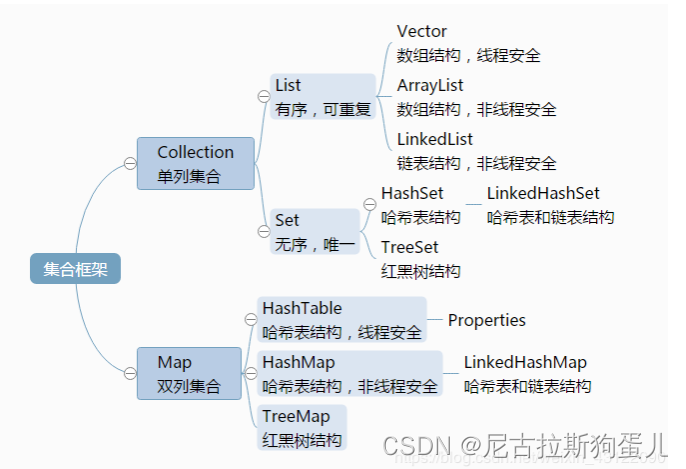 集合框架
Collection
单列集合
List
有序，可重复
Vector
数组结构，线程安全
ArrayList
数组结构，非线程安全
LinkedList
链表结构，非线程安全
Set
无序，唯一
HashSet
哈希表结构
LinkedHashSet
哈希表和链表结构
TreeSet
红黑树结构
Map
双列集合
HashTable
哈希表结构，线程安全
Properties
HashMap
哈希表结构，非线程安全
LinkedHashMap
哈希表和链表结构
TreeMap
红黑树结构
CSDN @尼古拉斯狗蛋儿